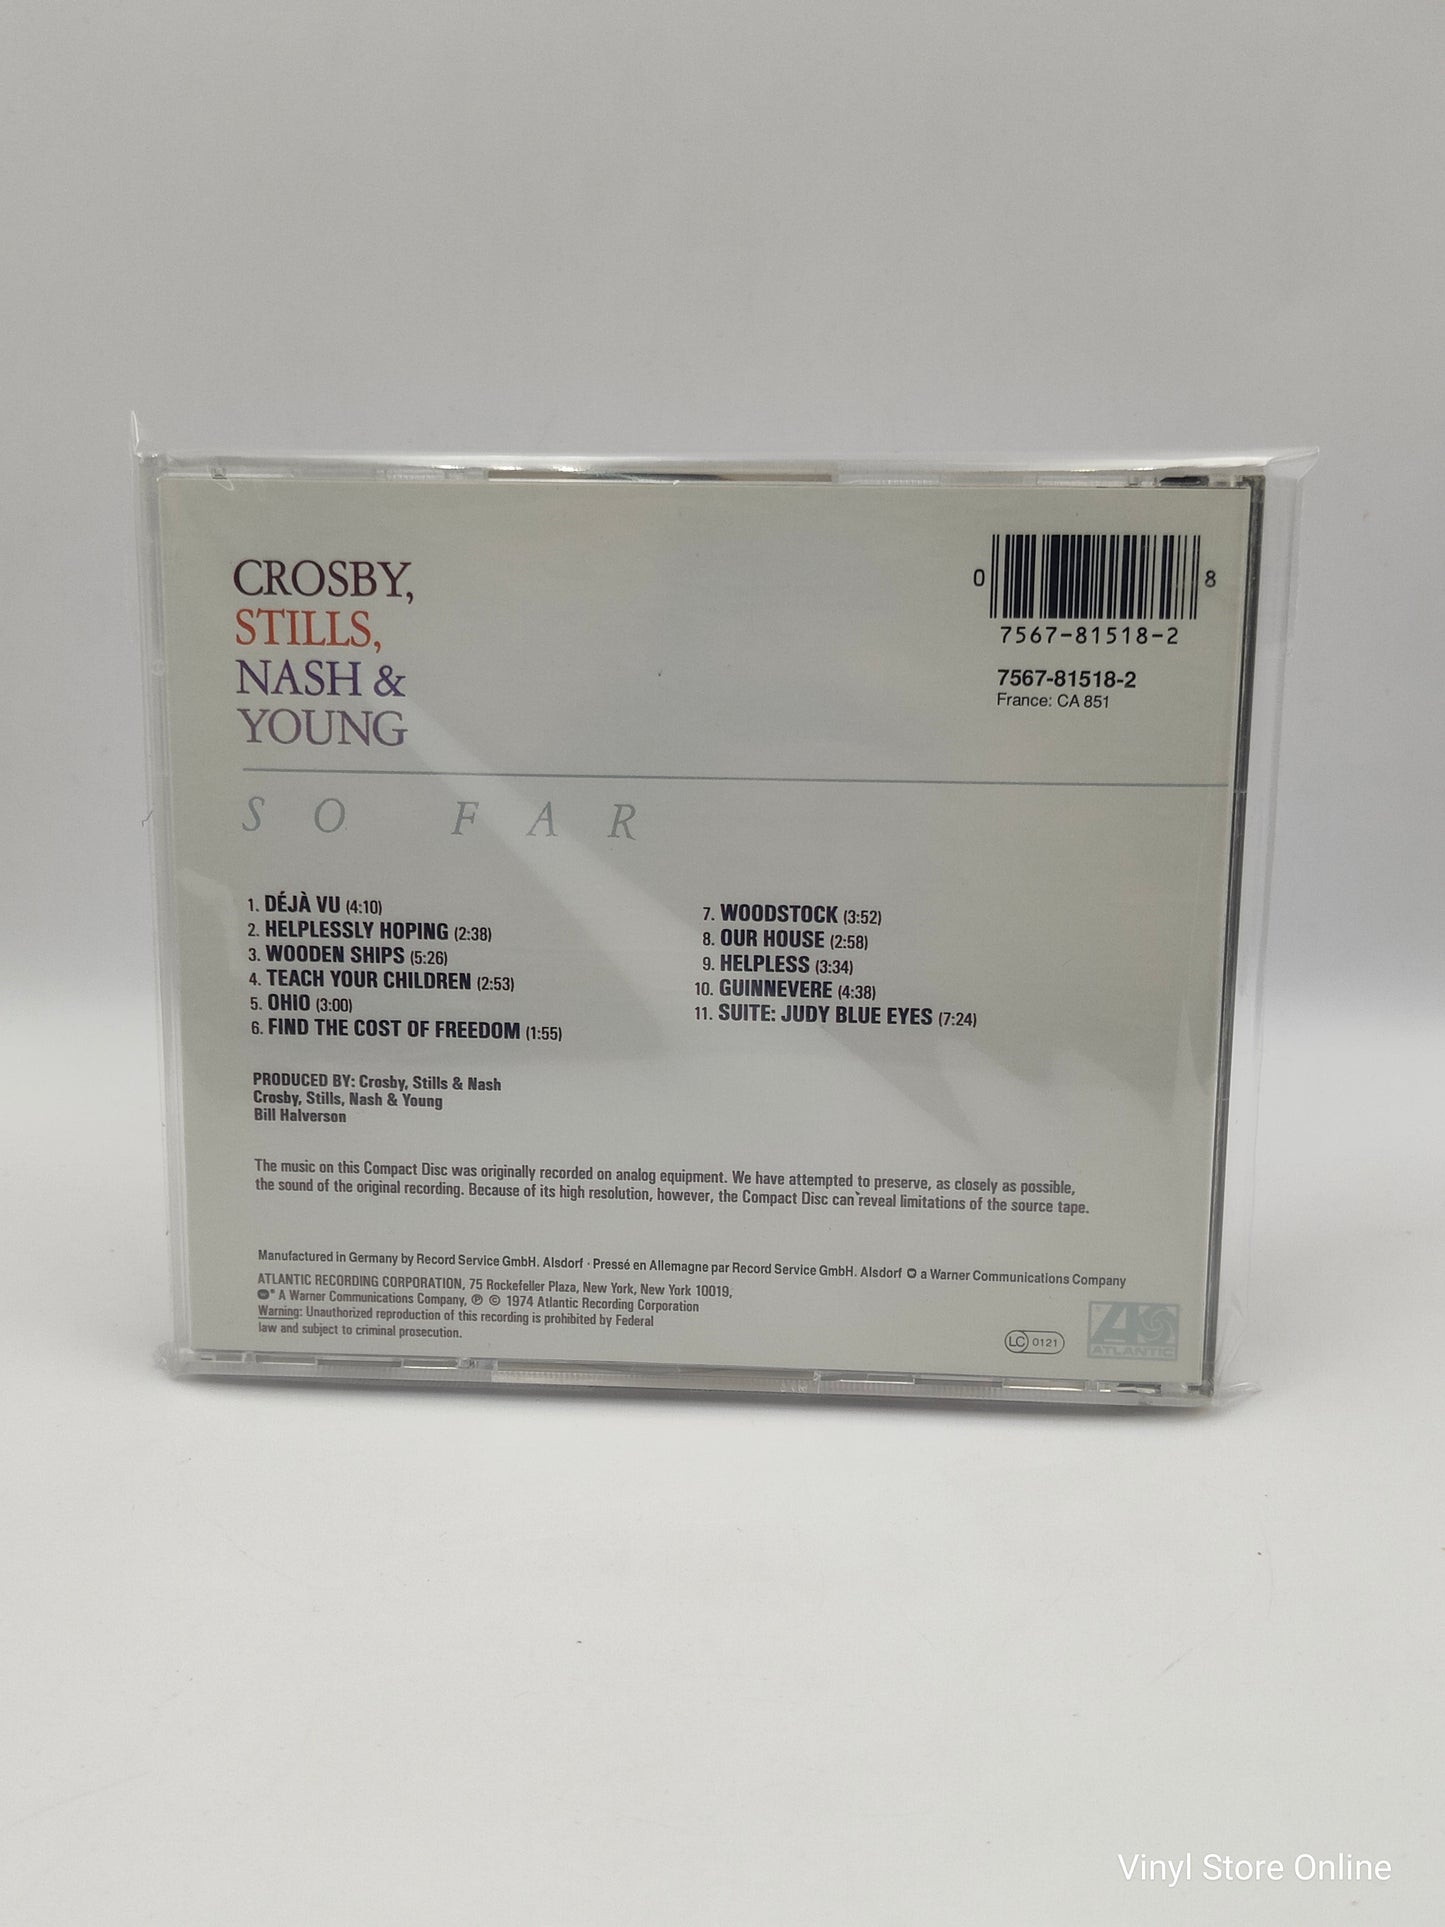 CROSBY,
STILLS,
NASH &
YOUNG
0 8
7567-81518-2
7567-81518-2
France: CA 851
SO FAR
1. DÉJÀ VU (4:10)
2. HELPLESSLY HOPING (2:38)
3. WOODEN SHIPS (5:26)
4. TEACH YOUR CHILDREN (2:53)
5. OHIO (3:00)
6. FIND THE COST OF FREEDOM (1:55)
7. WOODSTOCK (3:52)
8. OUR HOUSE (2:58)
9. HELPLESS (3:34)
10. GUINNEVERE (4:38)
11. SUITE: JUDY BLUE EYES (7:24)
PRODUCED BY: Crosby, Stills & Nash
Crosby, Stills, Nash & Young
Bill Halverson
The music on this Compact Disc was originally recorded on analog equipment. We have attempted to preserve, as closely as possible,
the sound of the original recording. Because of its high resolution, however, the Compact Disc can reveal limitations of the source tape.
Manufactured in Germany by Record Service GmbH. Alsdorf · Pressé en Allemagne par Record Service GmbH. Alsdorf a Warner Communications Company
ATLANTIC RECORDING CORPORATION, 75 Rockefeller Plaza, New York, New York 10019,
® A Warner Communications Company, ℗ © 1974 Atlantic Recording Corporation
Warning: Unauthorized reproduction of this recording is prohibited by Federal
law and subject to criminal prosecution.
LC 0121
ATLANTIC
Vinyl Store Online